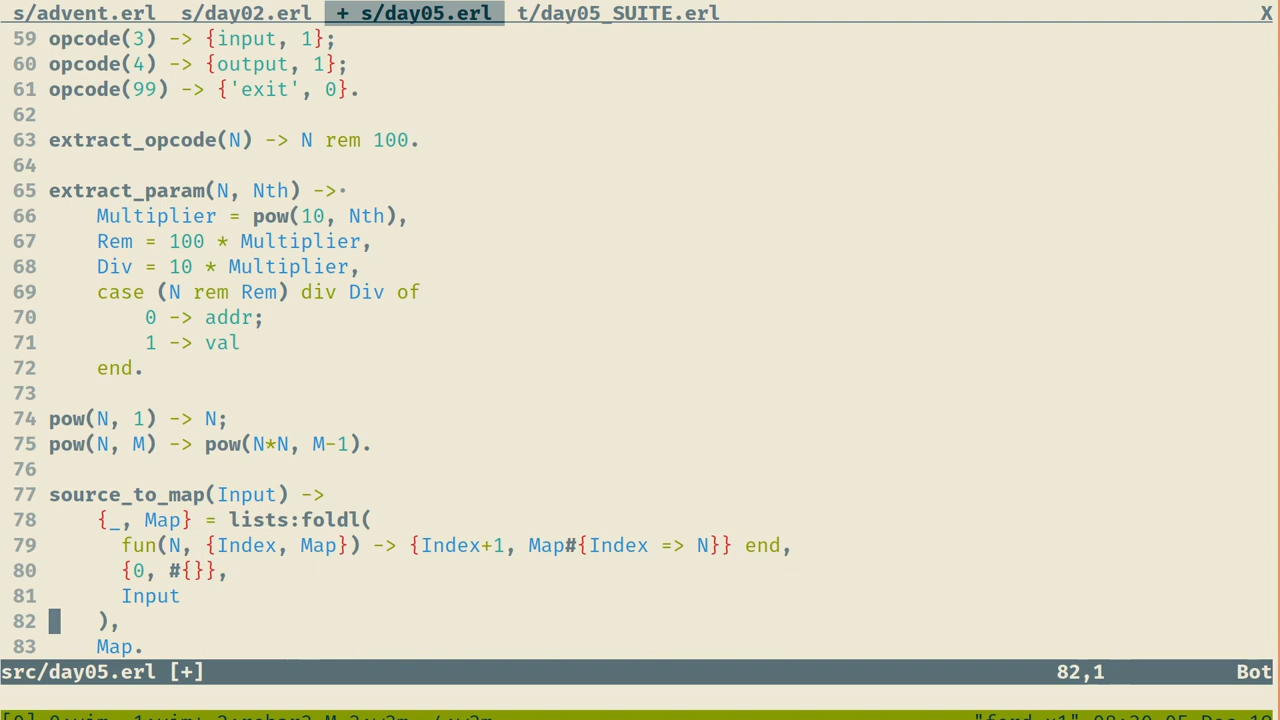 s/advent.erl  s/day02.erl  + s/day05.erl  t/day05_SUITE.erl  X
59 opcode(3) -> {input, 1};
60 opcode(4) -> {output, 1};
61 opcode(99) -> {'exit', 0}.
62
63 extract_opcode(N) -> N rem 100.
64
65 extract_param(N, Nth) ->·
66     Multiplier = pow(10, Nth),
67     Rem = 100 * Multiplier,
68     Div = 10 * Multiplier,
69     case (N rem Rem) div Div of
70         0 -> addr;
71         1 -> val
72     end.
73
74 pow(N, 1) -> N;
75 pow(N, M) -> pow(N*N, M-1).
76
77 source_to_map(Input) ->
78     {_, Map} = lists:foldl(
79       fun(N, {Index, Map}) -> {Index+1, Map#{Index => N}} end,
80       {0, #{}},
81       Input
82     ),
83     Map.
src/day05.erl [+]  82,1  Bot